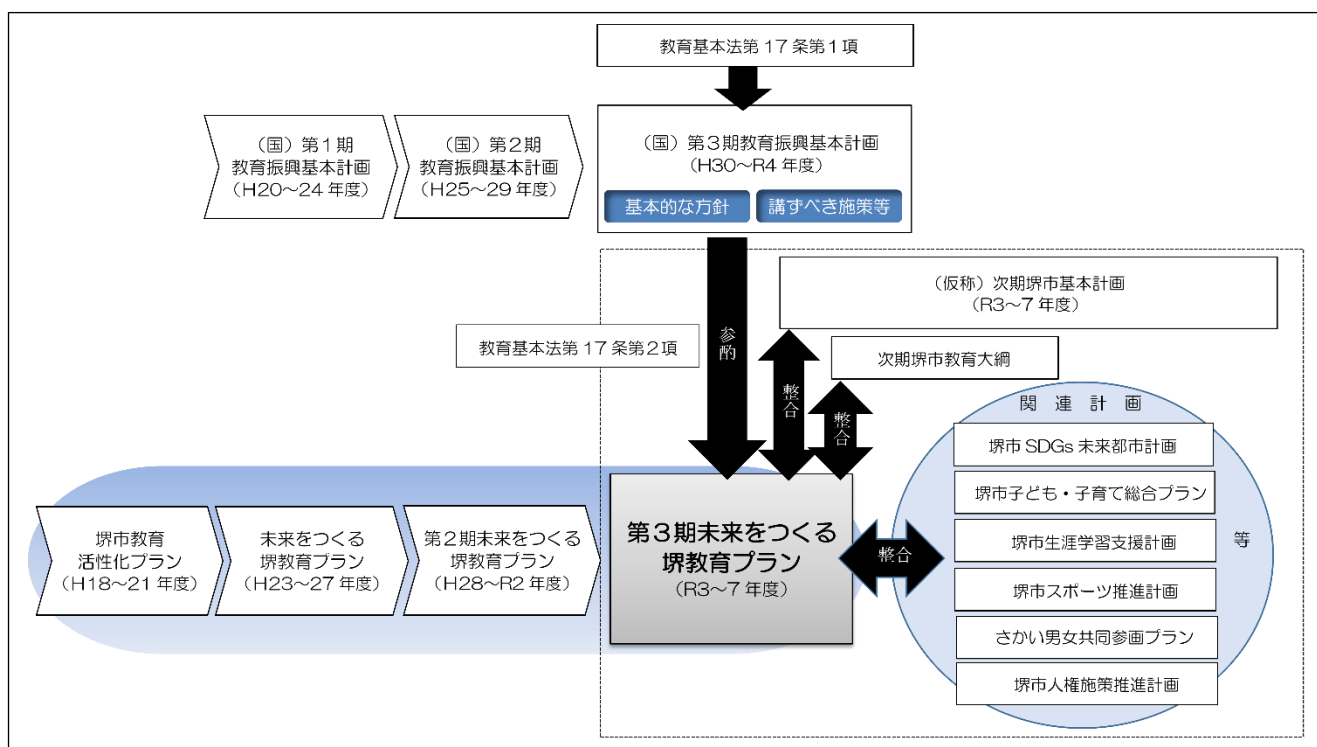 教育基本法第17条第1項
（国）第1期
教育振興基本計画
（H20～24年度）
（国）第2期
教育振興基本計画
（H25～29年度）
（国）第3期教育振興基本計画
（H30～R4年度）
基本的な方針
講ずべき施策等
（仮称）次期堺市基本計画
（R3～7年度）
教育基本法第17条第2項
参酌
次期堺市教育大綱
整合
整合
関連計画
堺市SDGs未来都市計画
堺市子ども・子育て総合プラン
堺市生涯学習支援計画
堺市スポーツ推進計画
さかい男女共同参画プラン
堺市人権施策推進計画
等
堺市教育
活性化プラン
（H18～21年度）
未来をつくる
堺教育プラン
（H23～27年度）
第2期未来をつくる
堺教育プラン
（H28～R2年度）
第3期未来をつくる
堺教育プラン
（R3～7年度）
整合